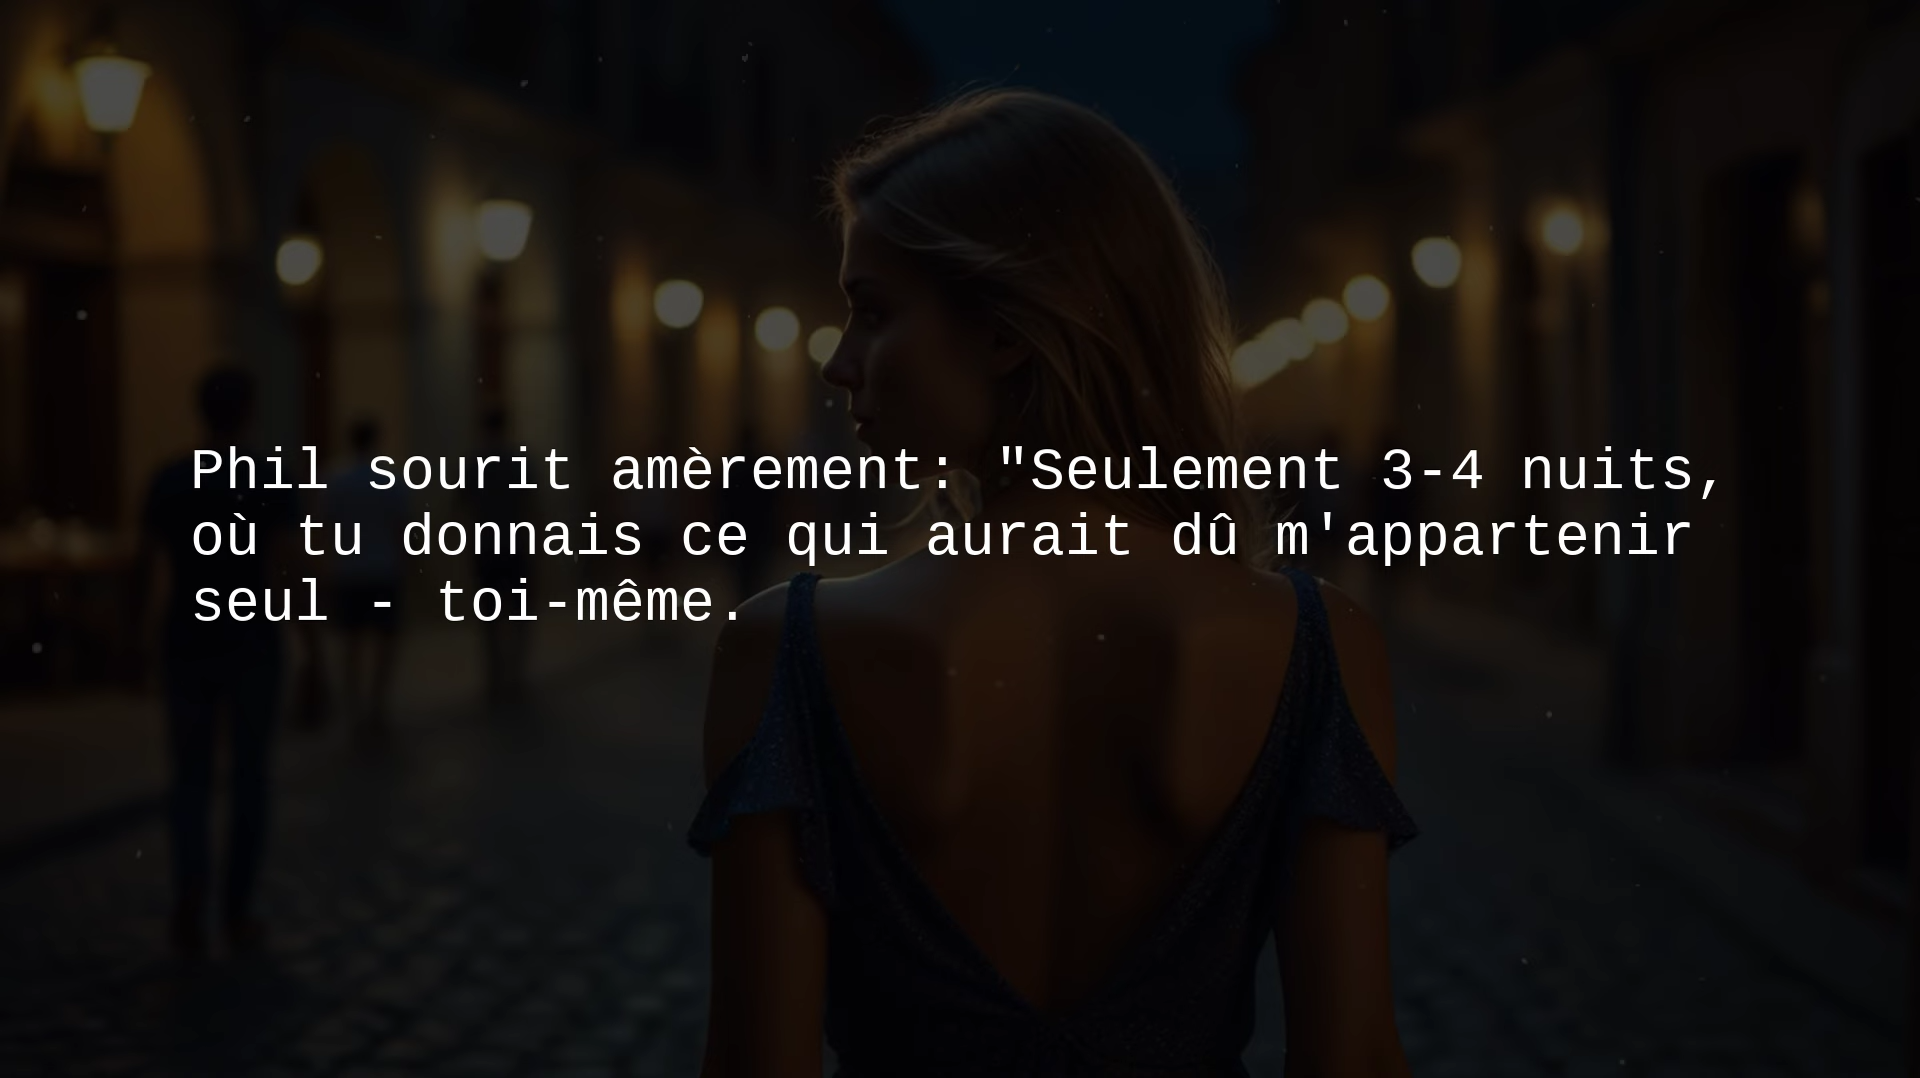 Phil sourit amèrement: "Seulement 3-4 nuits,
où tu donnais ce qui aurait dû m'appartenir
seul - toi-même.